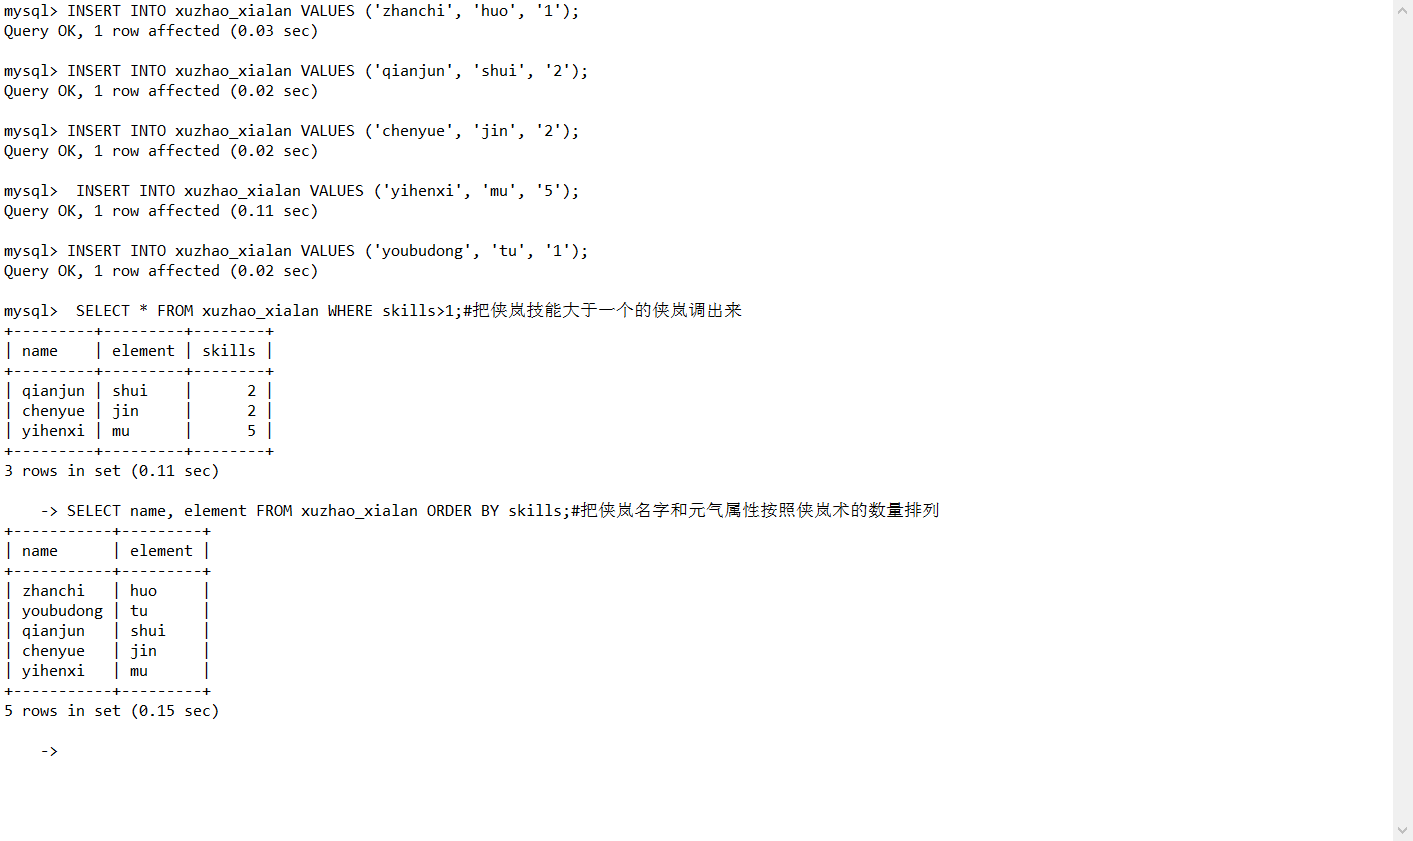 mysql> INSERT INTO xuzhao_xialan VALUES ('zhanchi', 'huo', '1');
Query OK, 1 row affected (0.03 sec)
mysql> INSERT INTO xuzhao_xialan VALUES ('qianjun', 'shui', '2');
Query OK, 1 row affected (0.02 sec)
mysql> INSERT INTO xuzhao_xialan VALUES ('chenyue', 'jin', '2');
Query OK, 1 row affected (0.02 sec)
mysql>  INSERT INTO xuzhao_xialan VALUES ('yihenxi', 'mu', '5');
Query OK, 1 row affected (0.11 sec)
mysql> INSERT INTO xuzhao_xialan VALUES ('youbudong', 'tu', '1');
Query OK, 1 row affected (0.02 sec)
mysql>  SELECT * FROM xuzhao_xialan WHERE skills>1;#把侠岚技能大于一个的侠岚调出来
+---------+---------+--------+
| name    | element | skills |
+---------+---------+--------+
| qianjun | shui    |      2 |
| chenyue | jin     |      2 |
| yihenxi | mu      |      5 |
+---------+---------+--------+
3 rows in set (0.11 sec)
    -> SELECT name, element FROM xuzhao_xialan ORDER BY skills;#把侠岚名字和元气属性按照侠岚术的数量排列
+-----------+---------+
| name      | element |
+-----------+---------+
| zhanchi   | huo     |
| youbudong | tu      |
| qianjun   | shui    |
| chenyue   | jin     |
| yihenxi   | mu      |
+-----------+---------+
5 rows in set (0.15 sec)
    ->